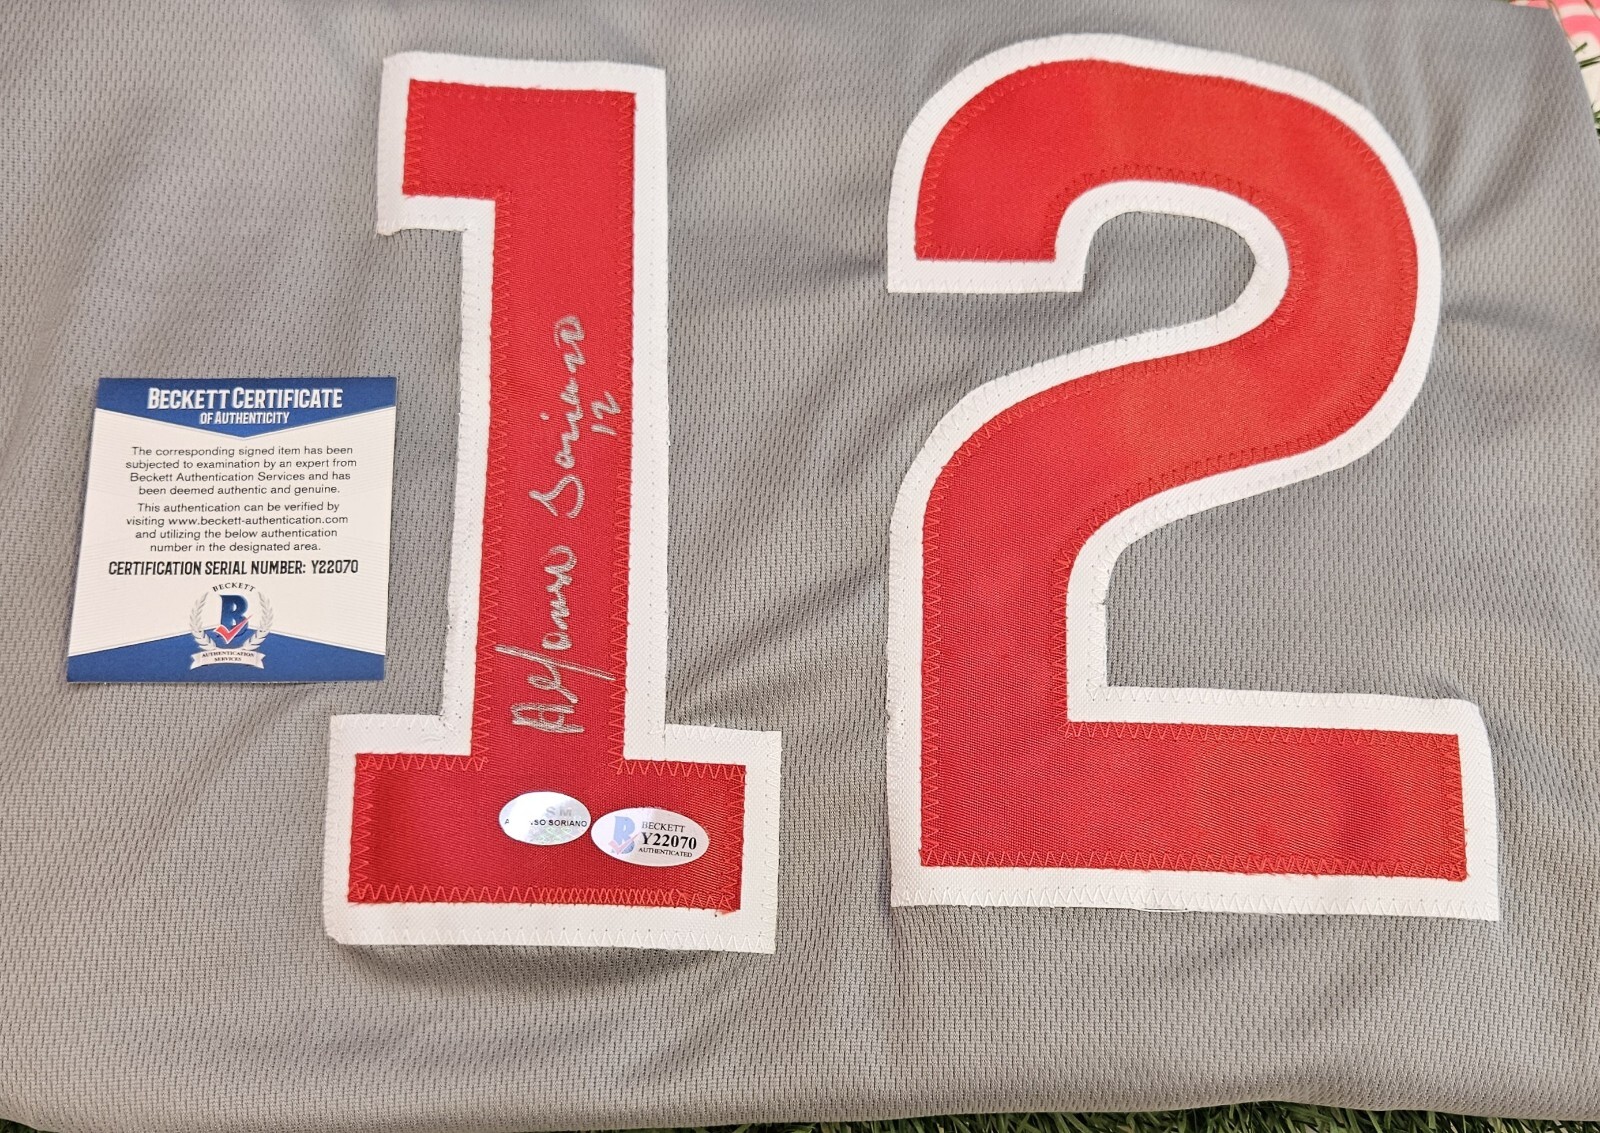 12
BECKETT CERTIFICATE
OF AUTHENTICITY
The corresponding signed item has been
subjected to examination by an expert from
Beckett Authentication Services and has
been deemed authentic and genuine.
This authentication can be verified by
visiting www.beckett-authentication.com
and utilizing the below authentication
number in the designated area.
CERTIFICATION SERIAL NUMBER: Y22070
BECKETT
B
AUTHENTICATION
SERVICES
Alfonso Soriano
12
SM
SO SORIANO
B
BECKETT
Y22070
AUTHENTICATED